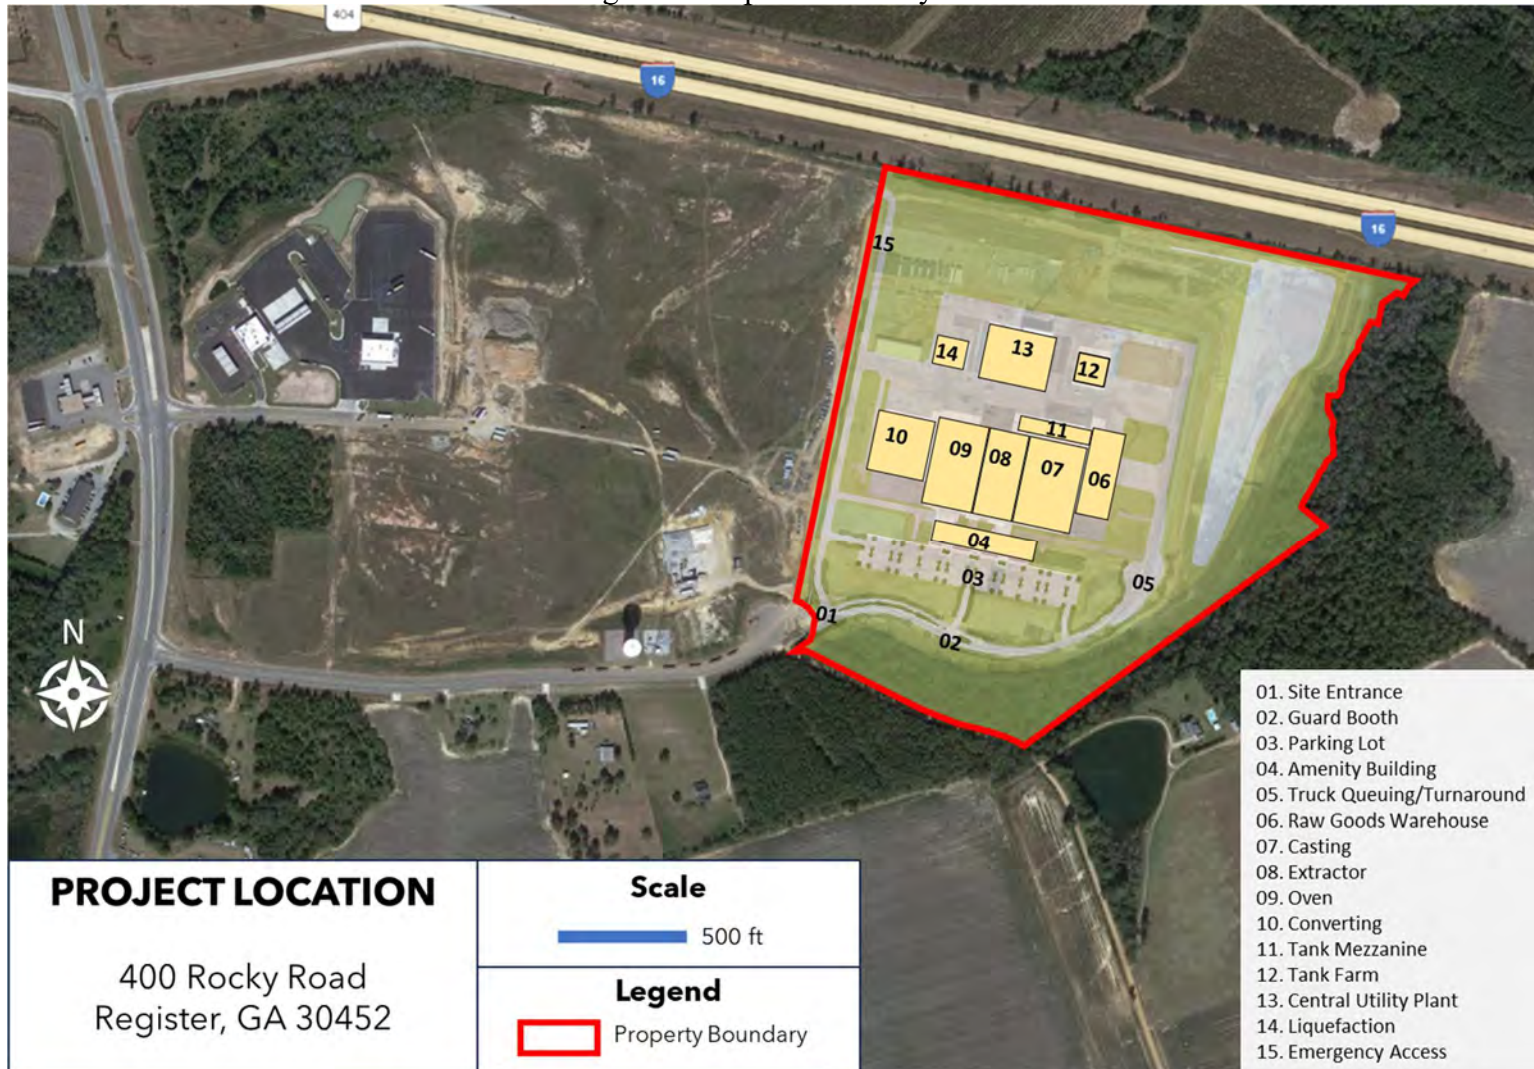 404
16
16
15
14
13
12
11
10
09
08
07
06
04
03
05
01
02
N
01. Site Entrance
02. Guard Booth
03. Parking Lot
04. Amenity Building
05. Truck Queuing/Turnaround
06. Raw Goods Warehouse
07. Casting
08. Extractor
09. Oven
10. Converting
11. Tank Mezzanine
12. Tank Farm
13. Central Utility Plant
14. Liquefaction
15. Emergency Access
PROJECT LOCATION
400 Rocky Road
Register, GA 30452
Scale
500 ft
Legend
Property Boundary